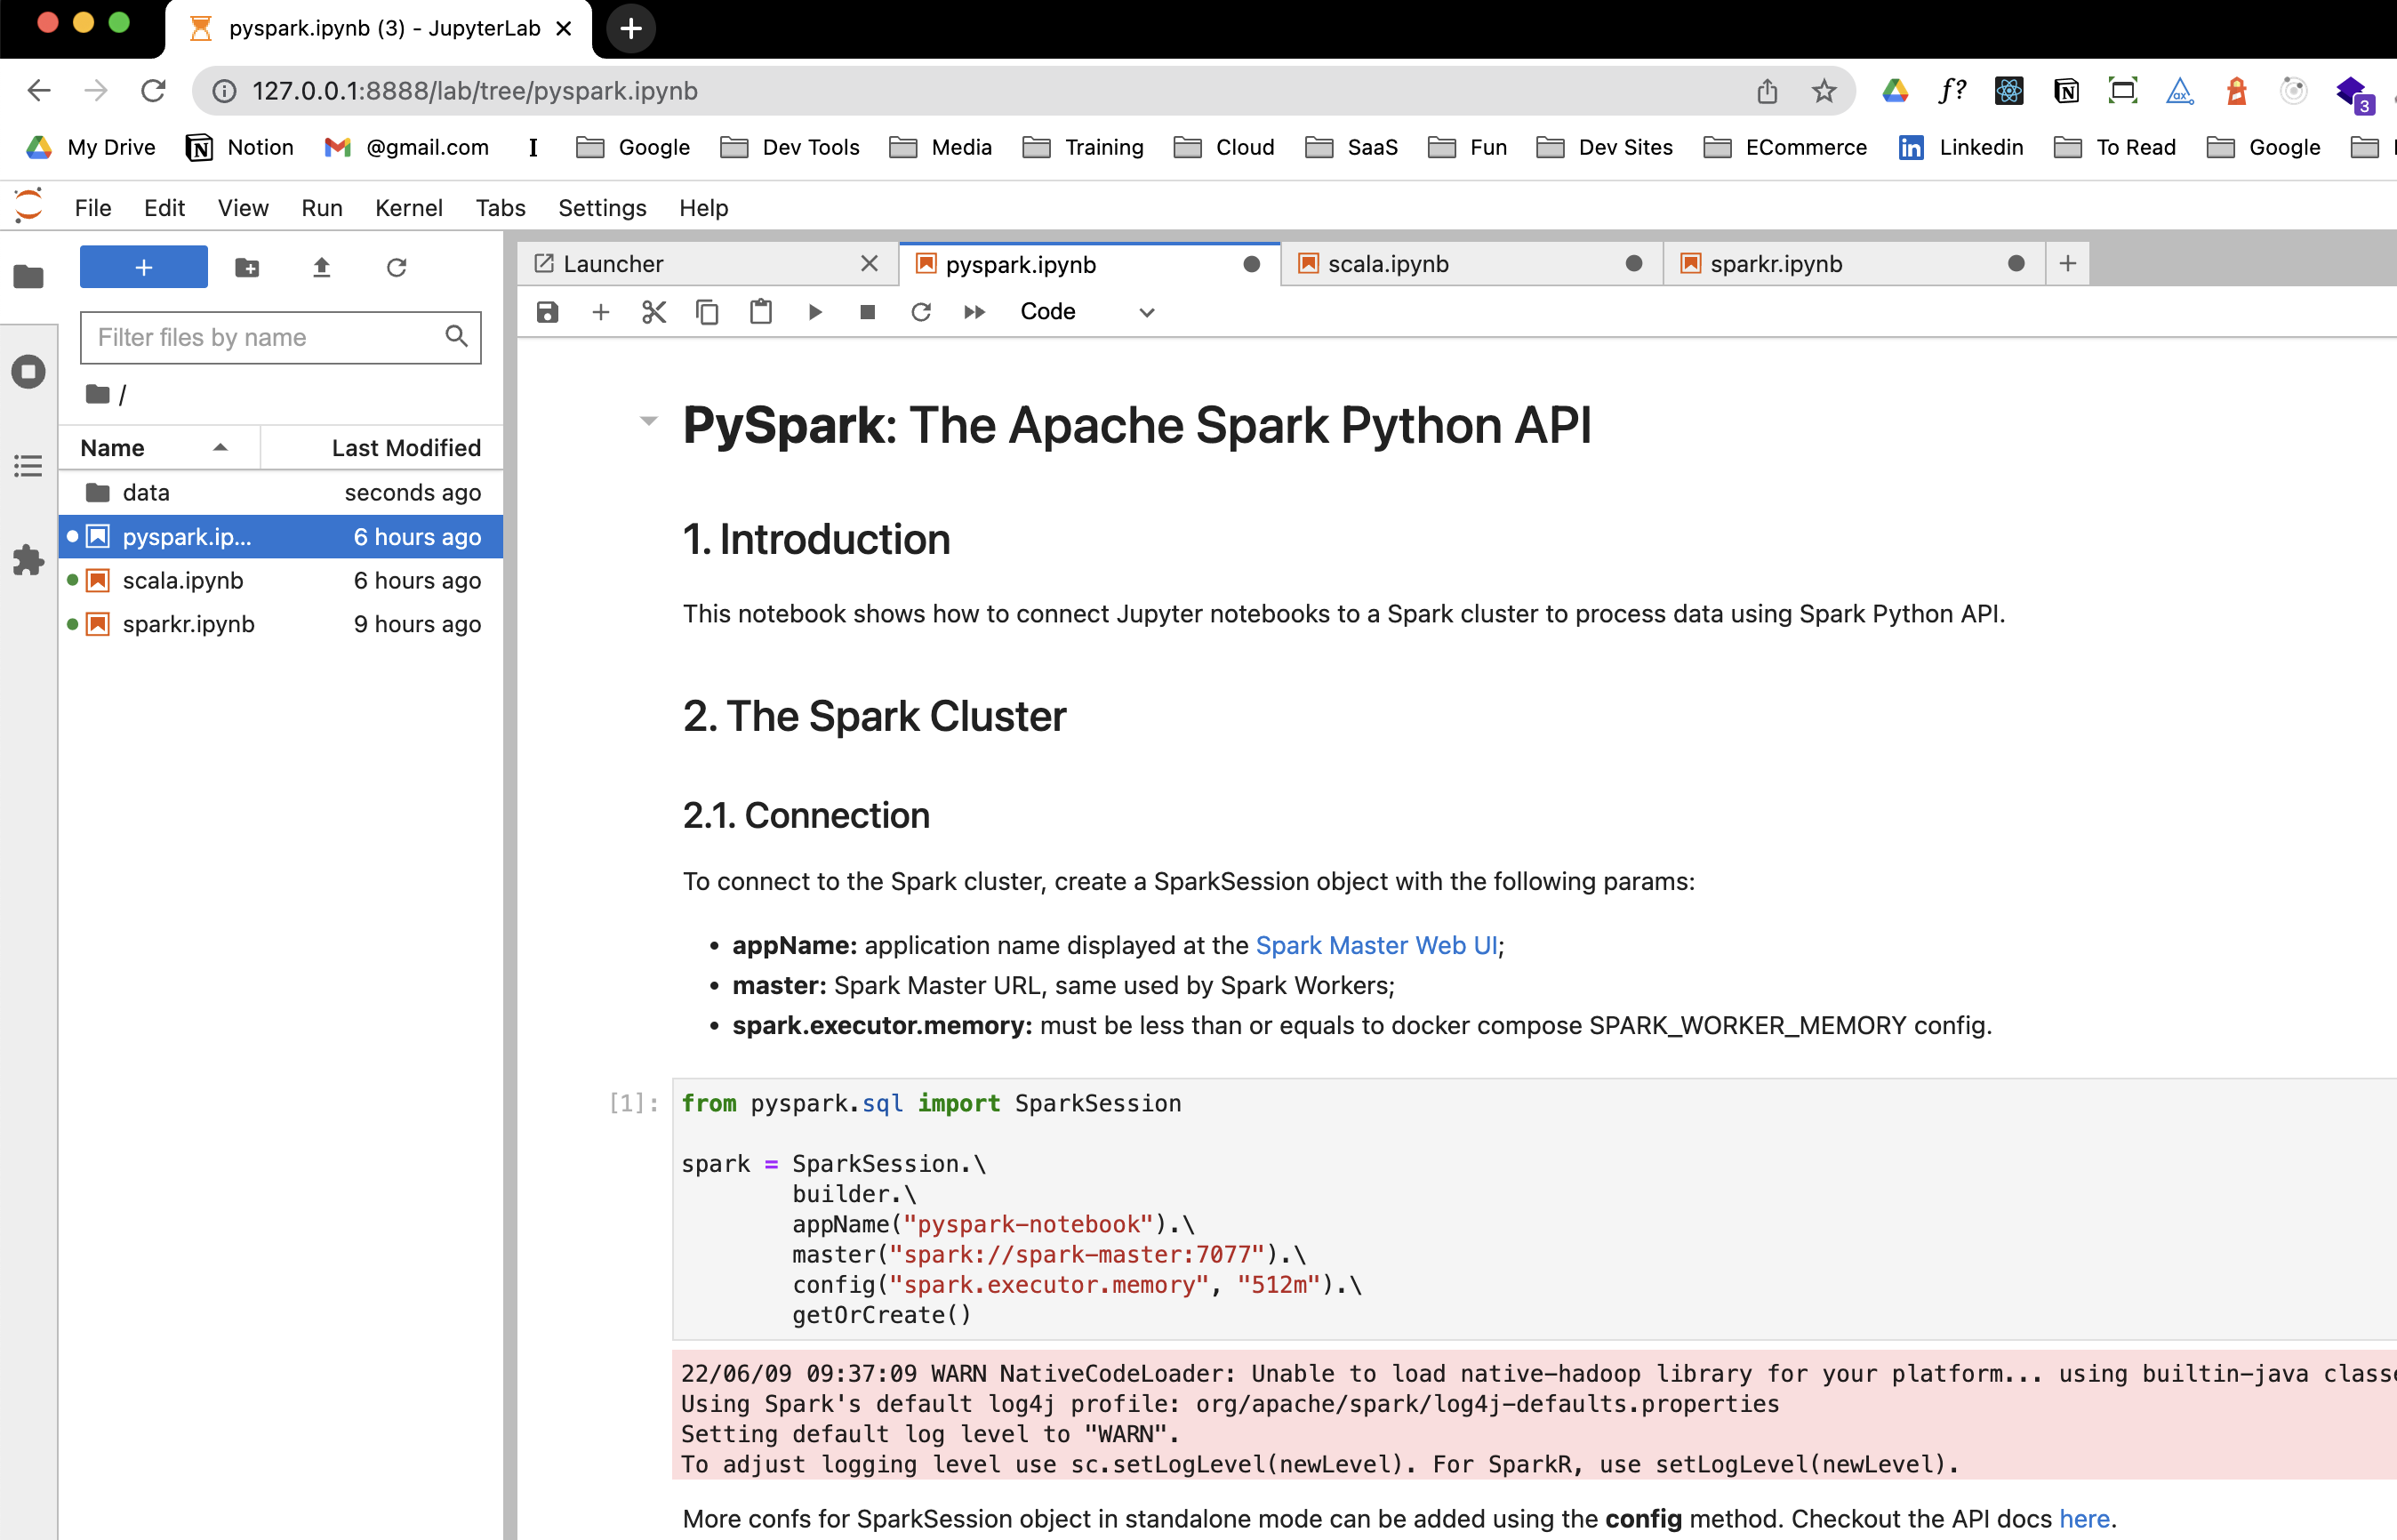 pyspark.ipynb (3) - JupyterLab
127.0.0.1:8888/lab/tree/pyspark.ipynb
f?
3
My Drive Notion @gmail.com I Google Dev Tools Media Training Cloud SaaS Fun Dev Sites ECommerce Linkedin To Read Google
File Edit View Run Kernel Tabs Settings Help
Launcher pyspark.ipynb scala.ipynb sparkr.ipynb
Code
Filter files by name
/
Name Last Modified
data seconds ago
pyspark.ip... 6 hours ago
scala.ipynb 6 hours ago
sparkr.ipynb 9 hours ago
PySpark: The Apache Spark Python API
1. Introduction
This notebook shows how to connect Jupyter notebooks to a Spark cluster to process data using Spark Python API.
2. The Spark Cluster
2.1. Connection
To connect to the Spark cluster, create a SparkSession object with the following params:
• appName: application name displayed at the Spark Master Web UI;
• master: Spark Master URL, same used by Spark Workers;
• spark.executor.memory: must be less than or equals to docker compose SPARK_WORKER_MEMORY config.
[1]: from pyspark.sql import SparkSession
spark = SparkSession.\
builder.\
appName("pyspark-notebook").\
master("spark://spark-master:7077").\
config("spark.executor.memory", "512m").\
getOrCreate()
22/06/09 09:37:09 WARN NativeCodeLoader: Unable to load native-hadoop library for your platform... using builtin-java
Using Spark's default log4j profile: org/apache/spark/log4j-defaults.properties
Setting default log level to "WARN".
To adjust logging level use sc.setLogLevel(newLevel). For SparkR, use setLogLevel(newLevel).
More confs for SparkSession object in standalone mode can be added using the config method. Checkout the API docs here.